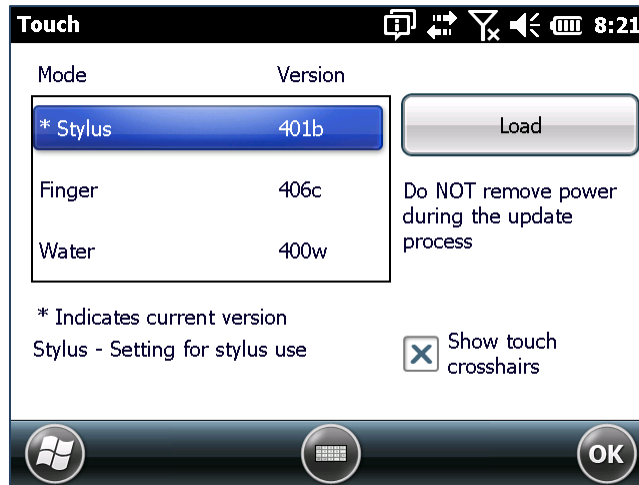 Touch 8:21
Mode Version
* Stylus 401b
Load
Finger 406c
Do NOT remove power
during the update
process
Water 400w
* Indicates current version
Stylus - Setting for stylus use
Show touch
crosshairs
OK